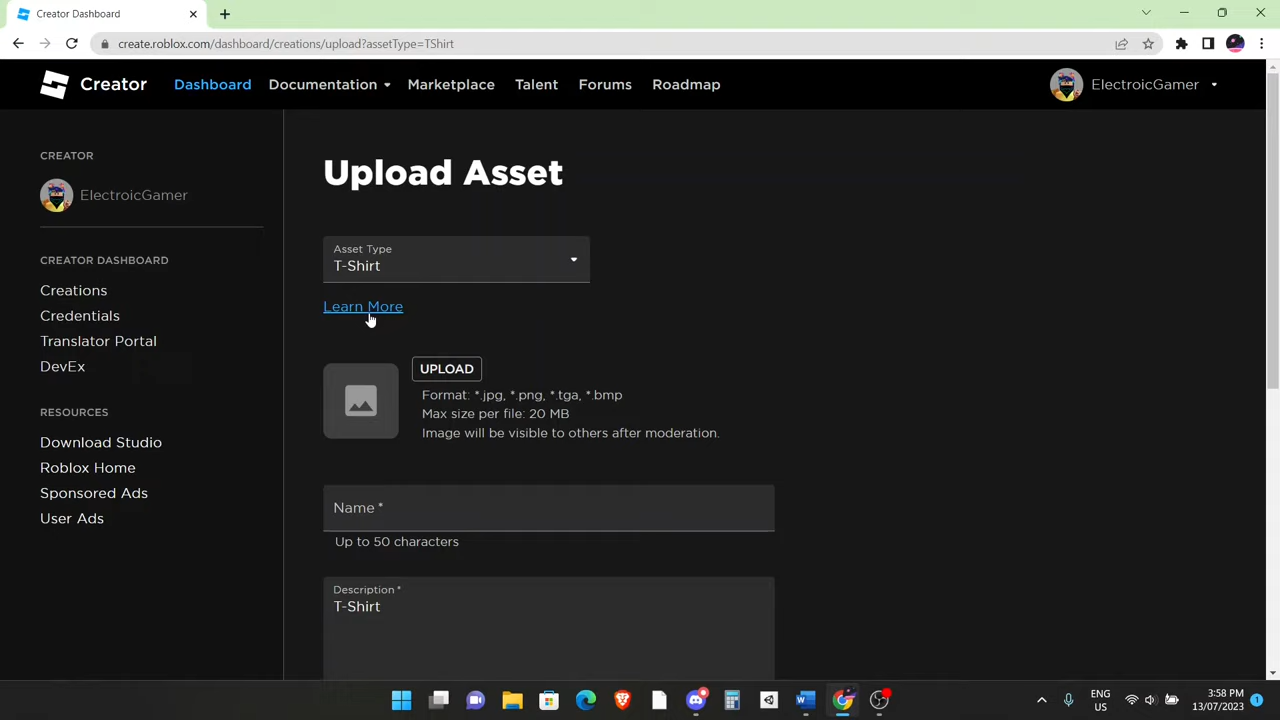 Creator Dashboard
create.roblox.com/dashboard/creations/upload?assetType=TShirt
Creator
Dashboard
Documentation
Marketplace
Talent
Forums
Roadmap
ElectroicGamer
CREATOR
ElectroicGamer
CREATOR DASHBOARD
Creations
Credentials
Translator Portal
DevEx
RESOURCES
Download Studio
Roblox Home
Sponsored Ads
User Ads
Upload Asset
Asset Type
T-Shirt
Learn More
UPLOAD
Format: *.jpg, *.png, *.tga, *.bmp
Max size per file: 20 MB
Image will be visible to others after moderation.
Name *
Up to 50 characters
Description *
T-Shirt
ENG
US
3:58 PM
13/07/2023
1